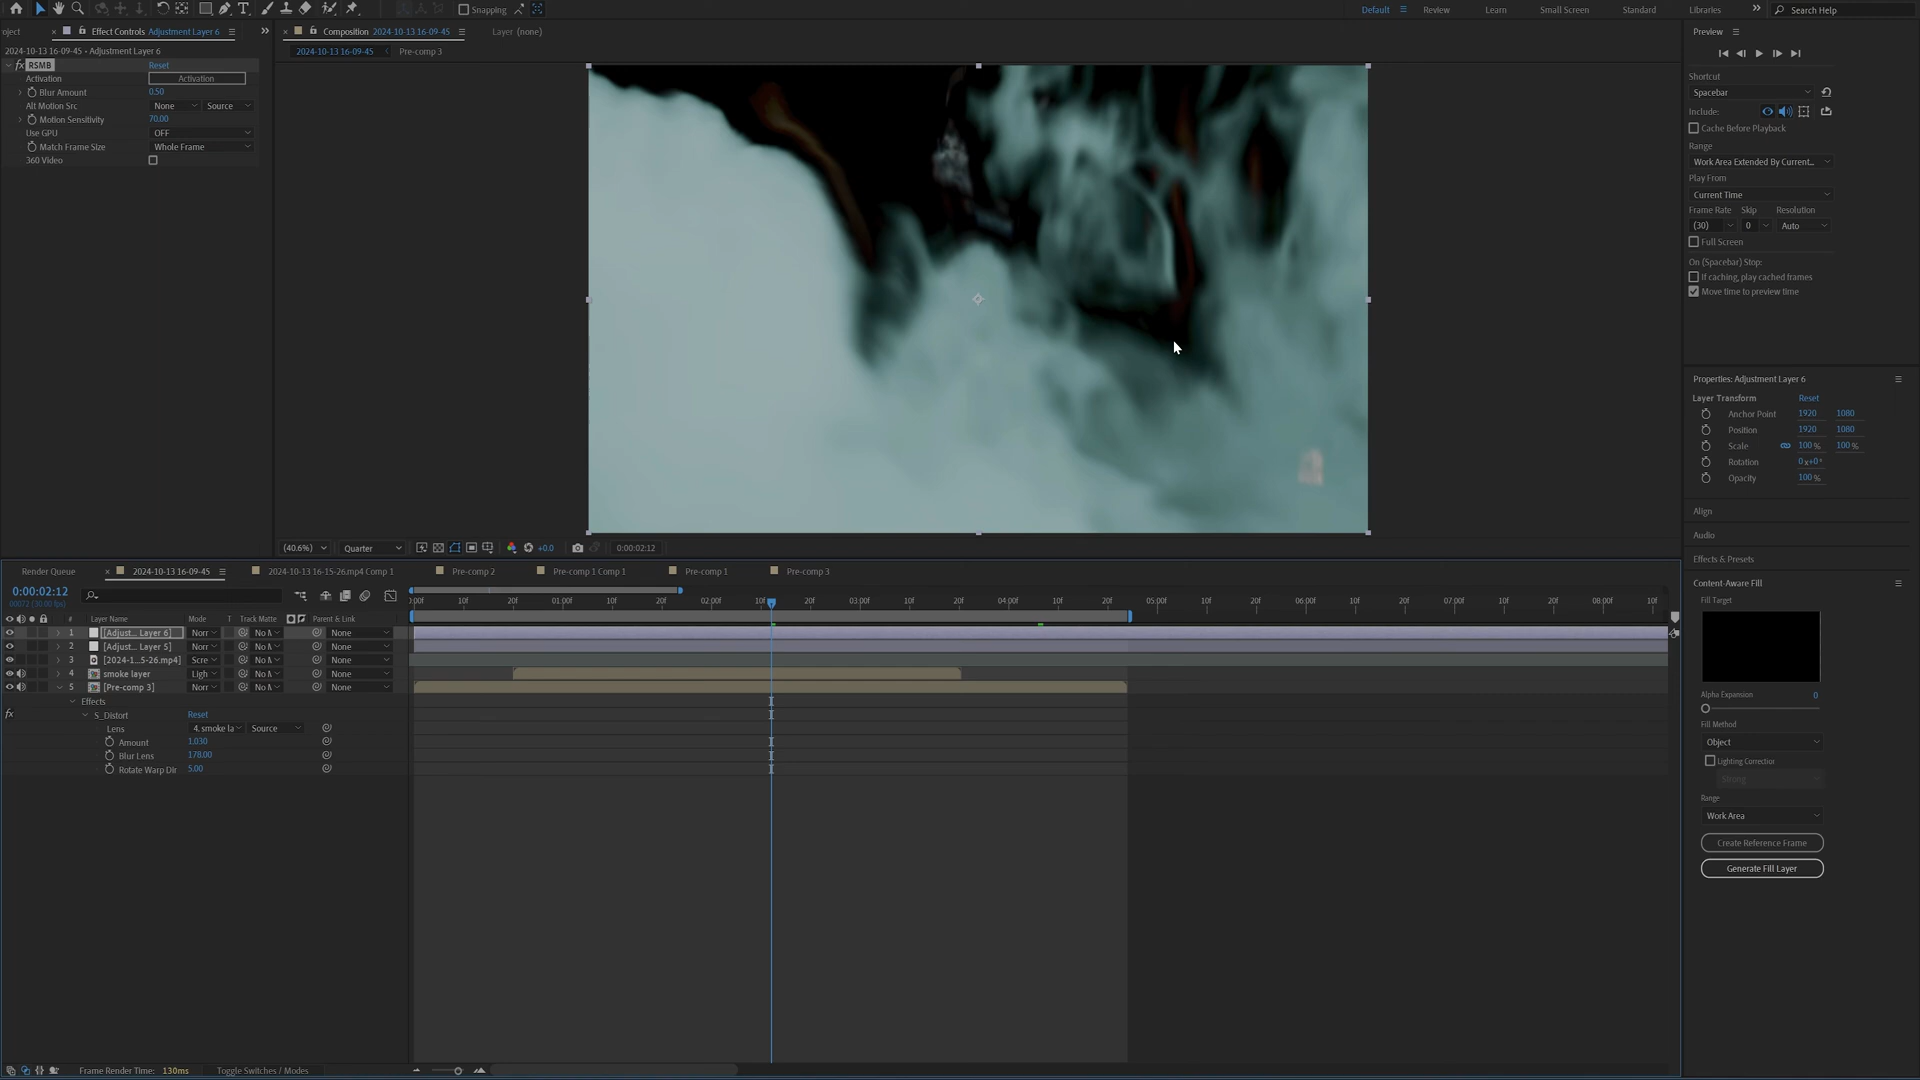 Snapping
Default
Review
Learn
Small Screen
Standard
Libraries
Search Help
oject
Effect Controls Adjustment Layer 6
Composition 2024-10-13 16-09-45
Layer (none)
2024-10-13 16-09-45 • Adjustment Layer 6
2024-10-13 16-09-45
Pre-comp 3
fx RSMB Reset
Activation Activation
Blur Amount 0.50
Alt Motion Src None Source
Motion Sensitivity 70.00
Use GPU OFF
Match Frame Size Whole Frame
360 Video
Preview
Shortcut
Spacebar
Include:
Cache Before Playback
Range
Work Area Extended By Current...
Play From
Current Time
Frame Rate Skip Resolution
(30) 0 Auto
Full Screen
On (Spacebar) Stop:
If caching, play cached frames
Move time to preview time
Properties: Adjustment Layer 6
Layer Transform Reset
Anchor Point 1920 1080
Position 1920 1080
Scale 100 % 100 %
Rotation 0x+0°
Opacity 100 %
Align
Audio
Effects & Presets
Content-Aware Fill
Fill Target
Alpha Expansion 0
Fill Method
Object
Lighting Correction
Strong
Range
Work Area
Create Reference Frame
Generate Fill Layer
(40.6%) Quarter +0.0 0:00:02:12
Render Queue
2024-10-13 16-09-45
2024-10-13 16-15-26.mp4 Comp 1
Pre-comp 2
Pre-comp 1 Comp 1
Pre-comp 1
Pre-comp 3
0:00:02:12
00072 (30.00 fps)
:00f 10f 20f 01:00f 10f 20f 02:00f 10f 20f 03:00f 10f 20f 04:00f 10f 20f 05:00f 10f 20f 06:00f 10f 20f 07:00f 10f 20f 08:00f 10f
# Layer Name Mode T Track Matte Parent & Link
1 [Adjust... Layer 6] Norr No M None
2 [Adjust... Layer 5] Norr No M None
3 [2024-1...5-26.mp4] Scre No M None
4 smoke layer Ligh No M None
5 [Pre-comp 3] Norr No M None
Effects
fx S_Distort Reset
Lens 4. smoke la Source
Amount 1.030
Blur Lens 178.00
Rotate Warp Dir 5.00
Frame Render Time: 130ms
Toggle Switches / Modes